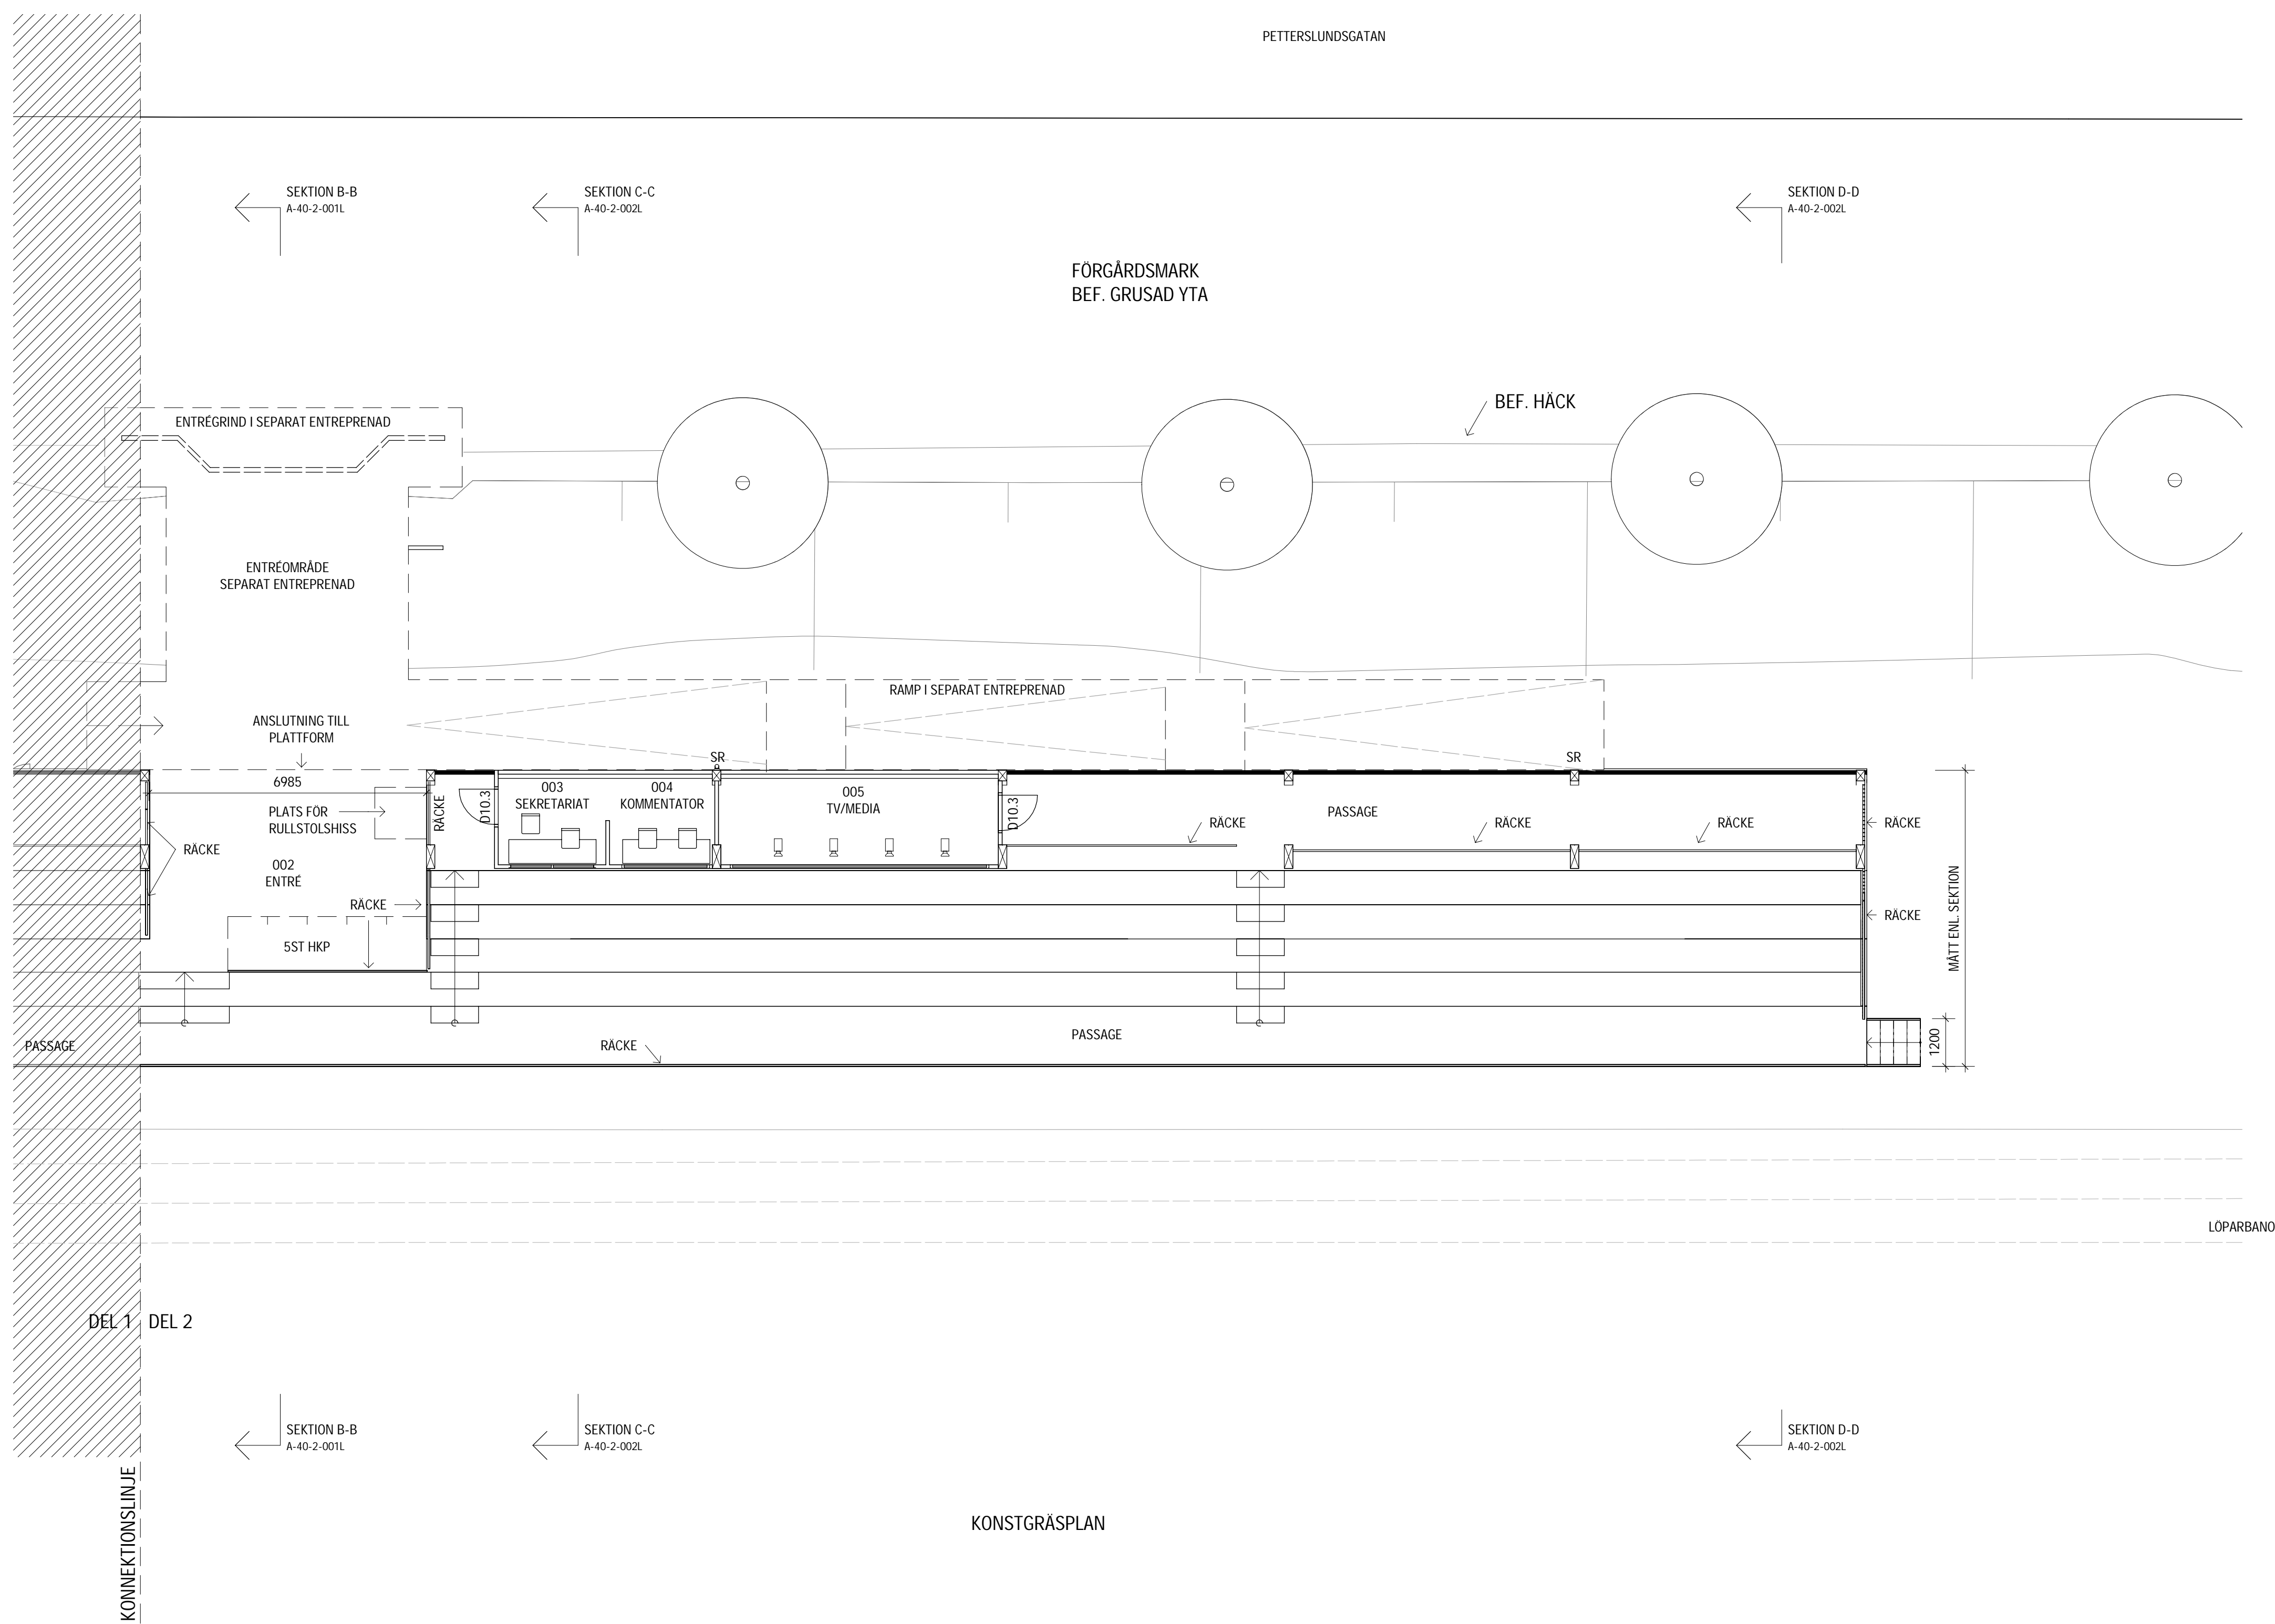 PETTERSLUNDSGATAN
SEKTION B-B
A-40-2-001L
SEKTION C-C
A-40-2-002L
SEKTION D-D
A-40-2-002L
FÖRGÅRDSMARK
BEF. GRUSAD YTA
BEF. HÄCK
ENTRÉGRIND I SEPARAT ENTREPRENAD
ENTRÉOMRÅDE
SEPARAT ENTREPRENAD
RAMP I SEPARAT ENTREPRENAD
ANSLUTNING TILL
PLATTFORM
SR
SR
6985
PLATS FÖR
RULLSTOLSHISS
RÄCKE
D10.3
003
SEKRETARIAT
004
KOMMENTATOR
005
TV/MEDIA
D10.3
PASSAGE
RÄCKE
RÄCKE
RÄCKE
RÄCKE
RÄCKE
002
ENTRÉ
RÄCKE
RÄCKE
5ST HKP
MÅTT ENL. SEKTION
1200
PASSAGE
PASSAGE
RÄCKE
LÖPARBANO
DEL 1
DEL 2
SEKTION B-B
A-40-2-001L
SEKTION C-C
A-40-2-002L
SEKTION D-D
A-40-2-002L
KONNEKTIONSLINJE
KONSTGRÄSPLAN